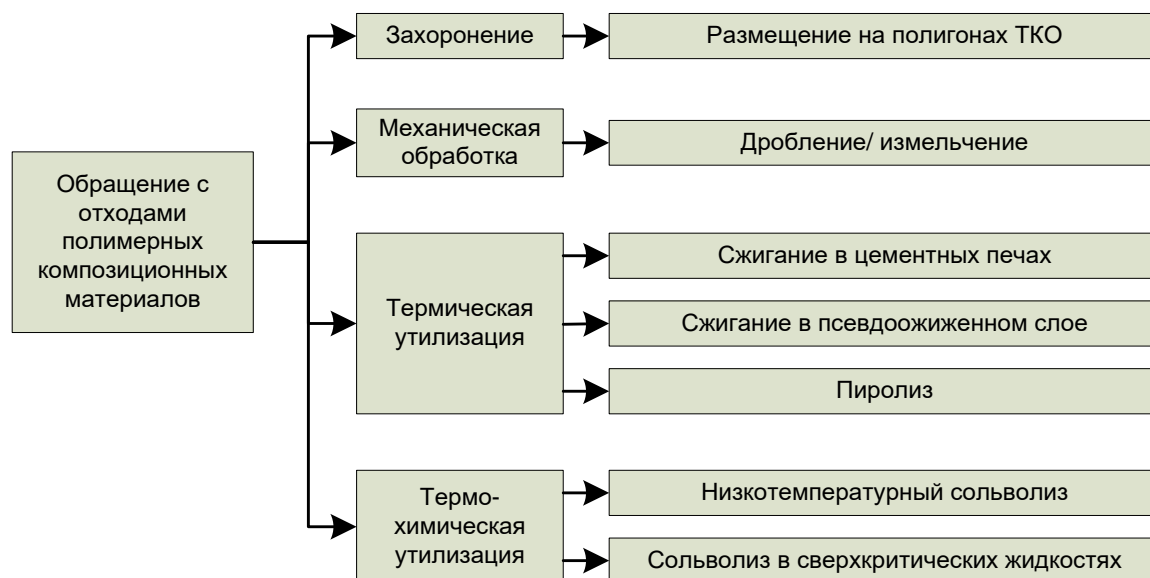 Обращение с
отходами
полимерных
композиционных
материалов
Захоронение
Размещение на полигонах ТКО
Механическая
обработка
Дробление/ измельчение
Термическая
утилизация
Сжигание в цементных печах
Сжигание в псевдоожиженном слое
Пиролиз
Термо-
химическая
утилизация
Низкотемпературный сольволиз
Сольволиз в сверхкритических жидкостях